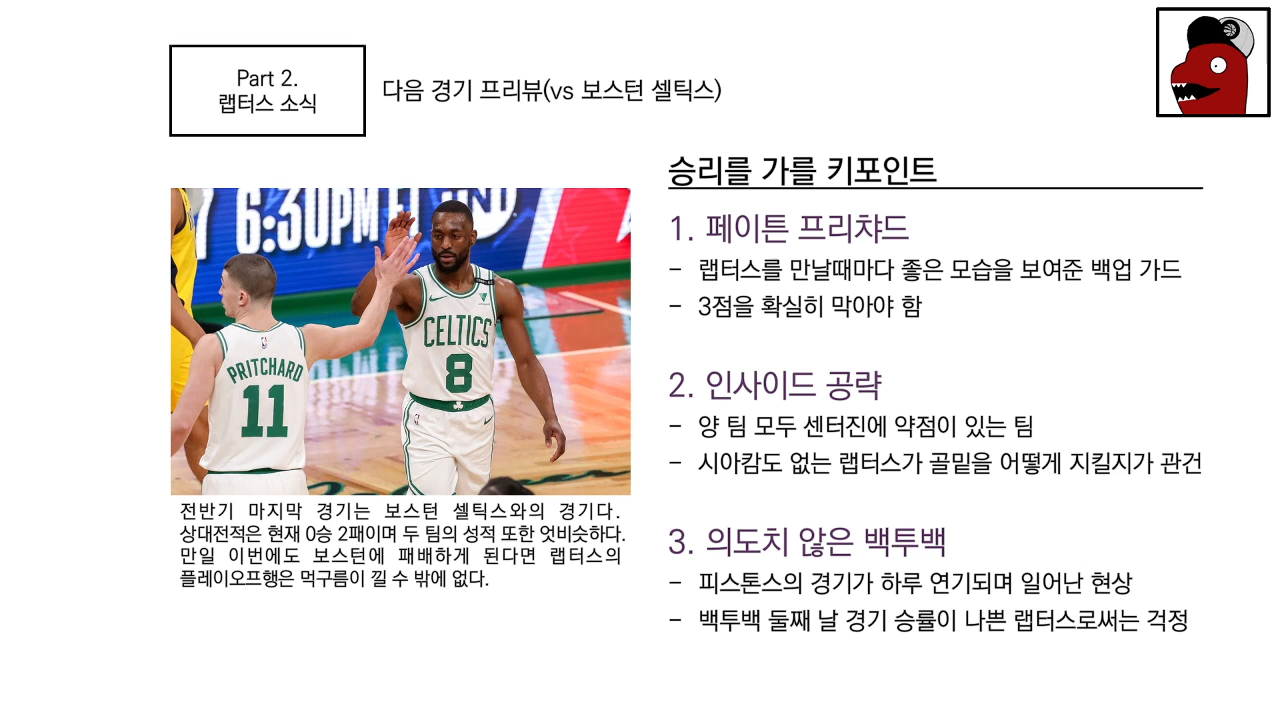 Part 2.
랩터스 소식
다음 경기 프리뷰(vs 보스턴 셀틱스)
6:30PM
CELTICS
8
PRITCHARD
11
전반기 마지막 경기는 보스턴 셀틱스와의 경기다.
상대전적은 현재 0승 2패이며 두 팀의 성적 또한 엇비슷하다.
만일 이번에도 보스턴에 패배하게 된다면 랩터스의
플레이오프행은 먹구름이 낄 수 밖에 없다.
승리를 가를 키포인트
1. 페이튼 프리챠드
- 랩터스를 만날때마다 좋은 모습을 보여준 백업 가드
- 3점을 확실히 막아야 함
2. 인사이드 공략
- 양 팀 모두 센터진에 약점이 있는 팀
- 시아캄도 없는 랩터스가 골밑을 어떻게 지킬지가 관건
3. 의도치 않은 백투백
- 피스톤스의 경기가 하루 연기되며 일어난 현상
- 백투백 둘째 날 경기 승률이 나쁜 랩터스로써는 걱정